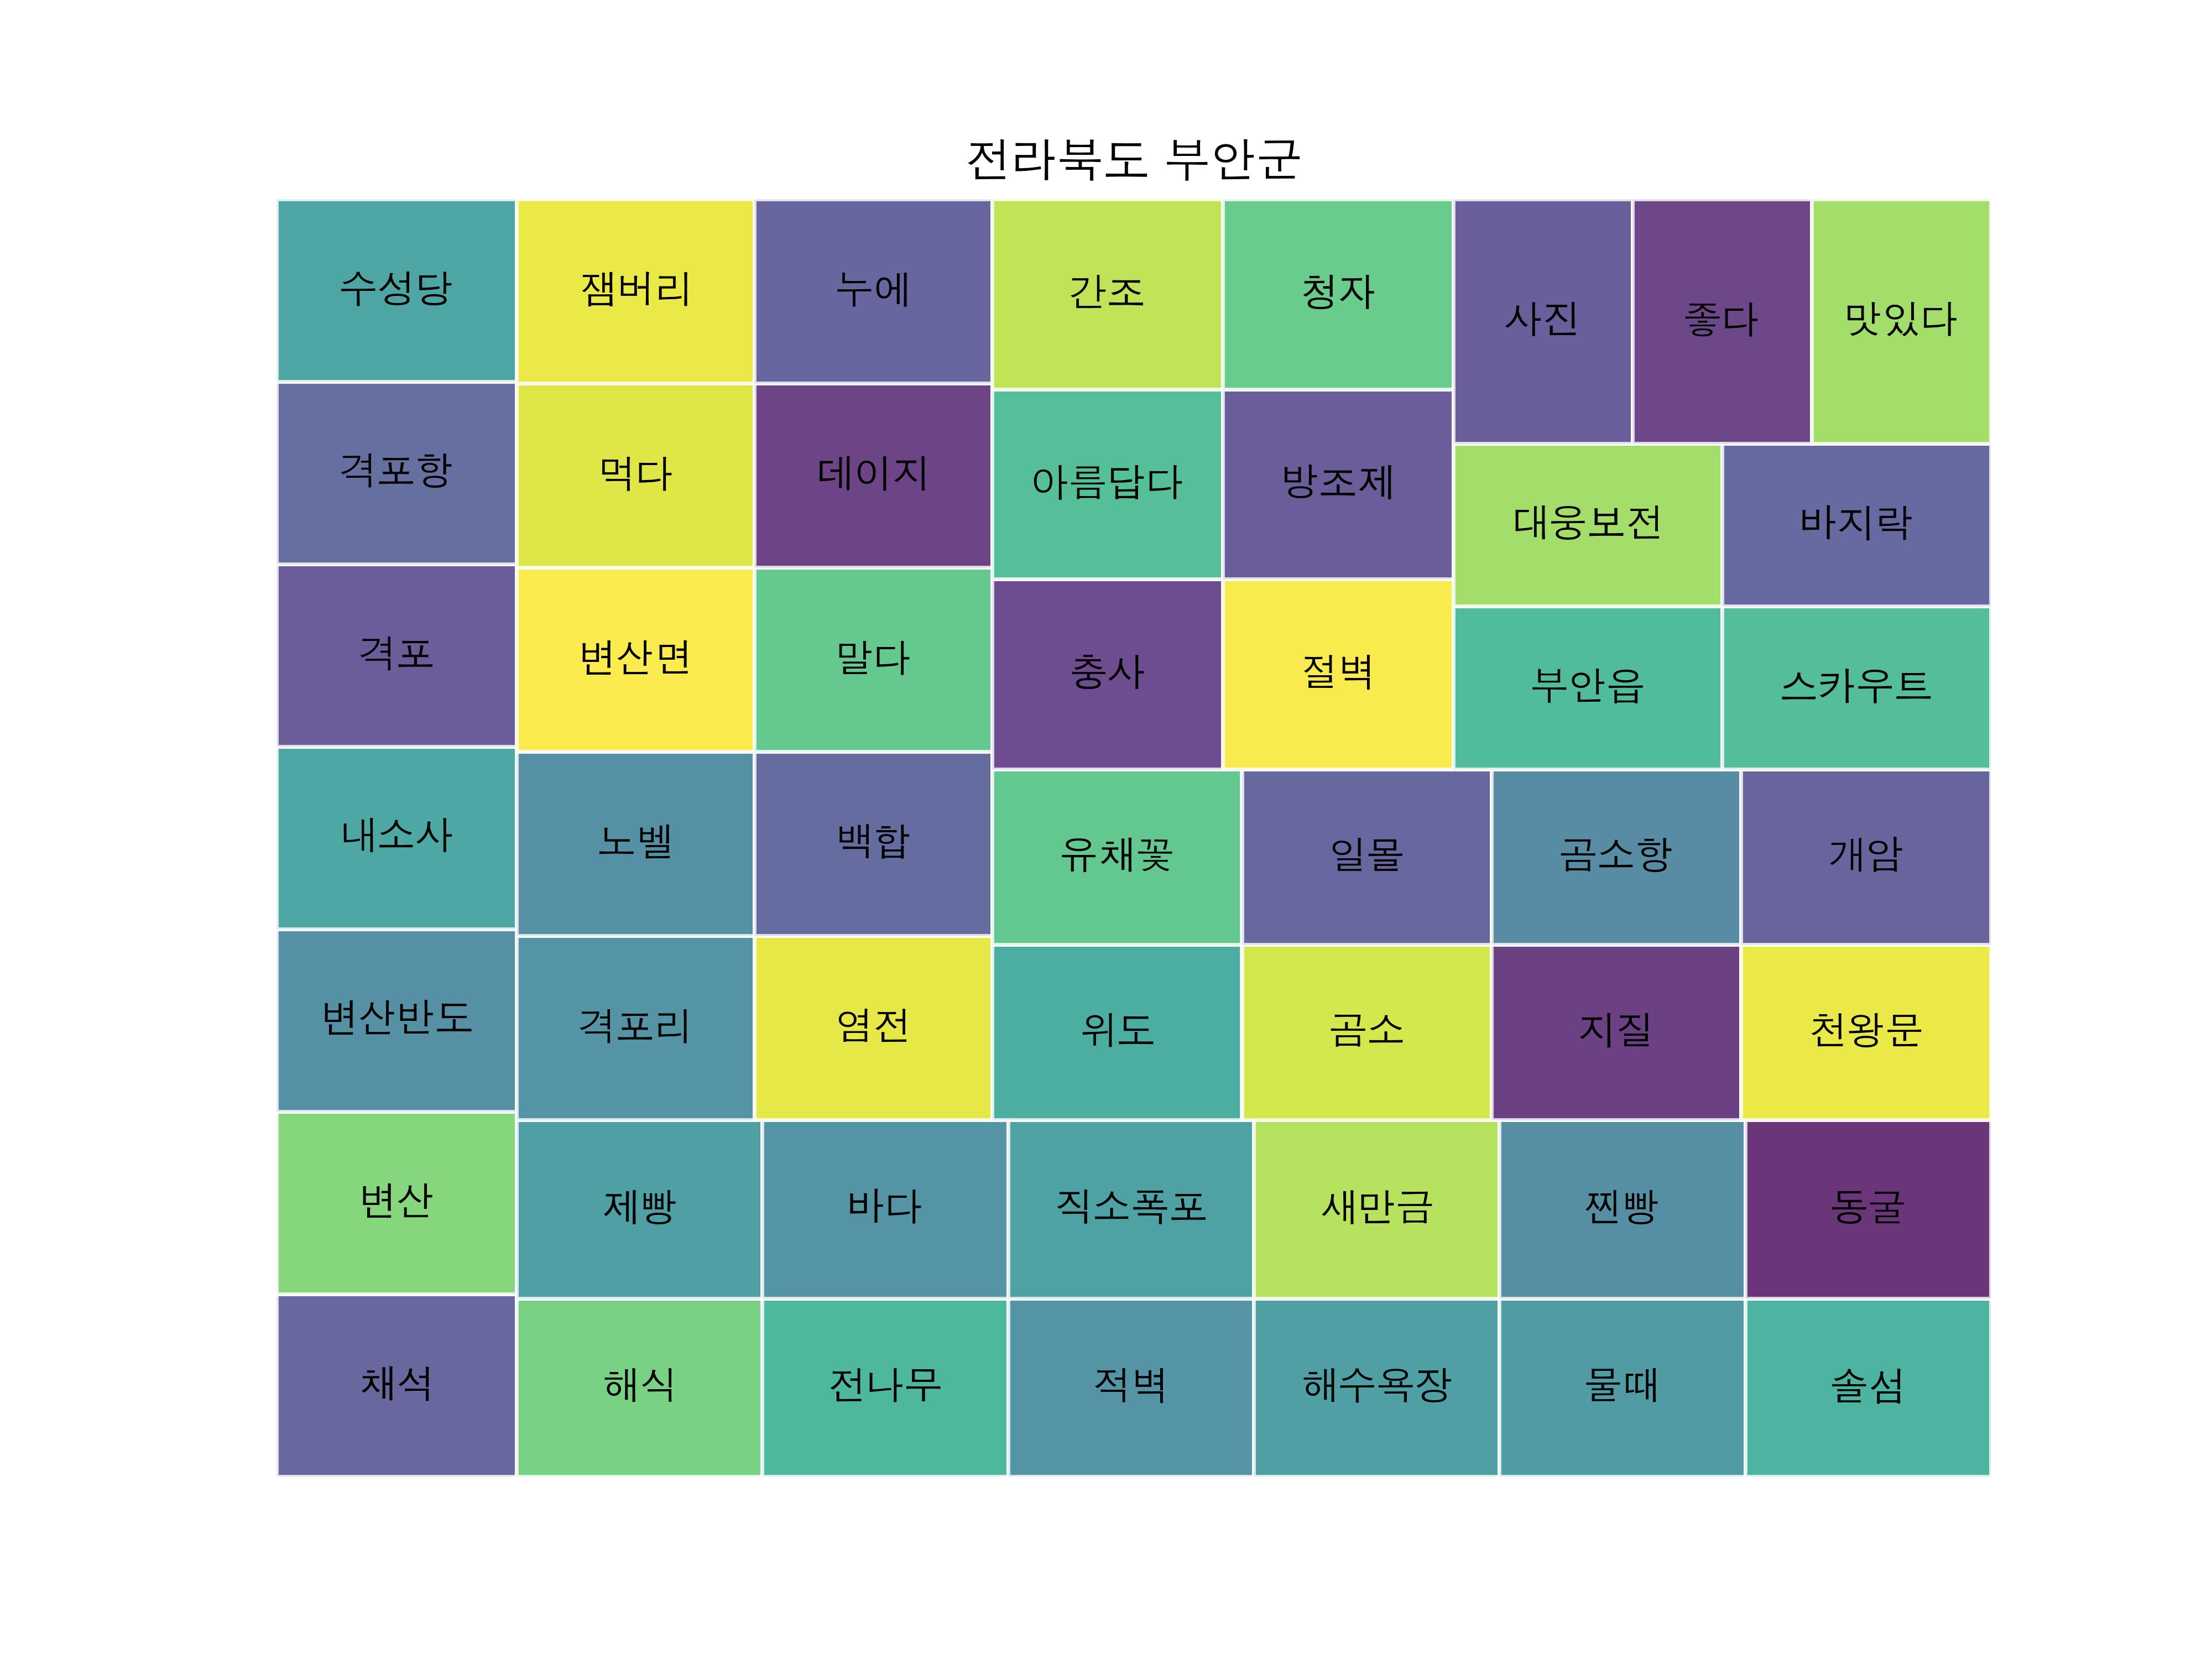 전라북도 부안군
수성당
잼버리
누에
간조
청자
사진
좋다
맛있다
격포항
먹다
데이지
아름답다
방조제
대웅보전
바지락
격포
변산면
말다
충사
절벽
부안읍
스카우트
내소사
노벨
백합
유채꽃
일몰
곰소항
개암
변산반도
격포리
염전
위도
곰소
지질
천왕문
변산
제빵
바다
직소폭포
새만금
찐빵
동굴
채석
해식
전나무
적벽
해수욕장
물때
솔섬